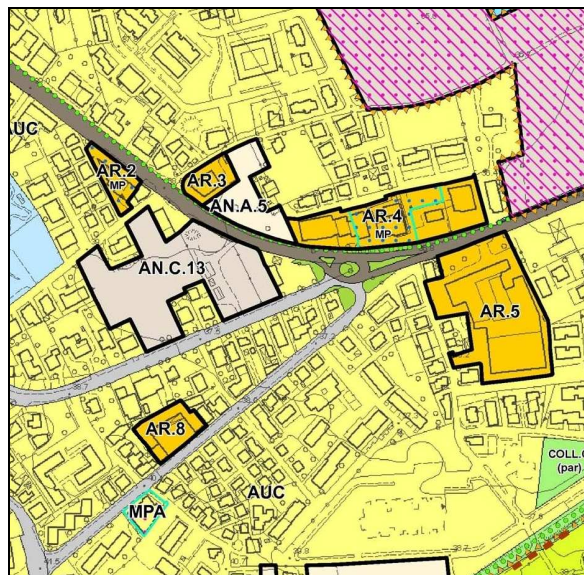 AUC
AR.2
MP
AR.3
AN.A.5
AR.4
MP
AN.C.13
AR.5
AR.8
COLL.
(par)
AUC
MPA